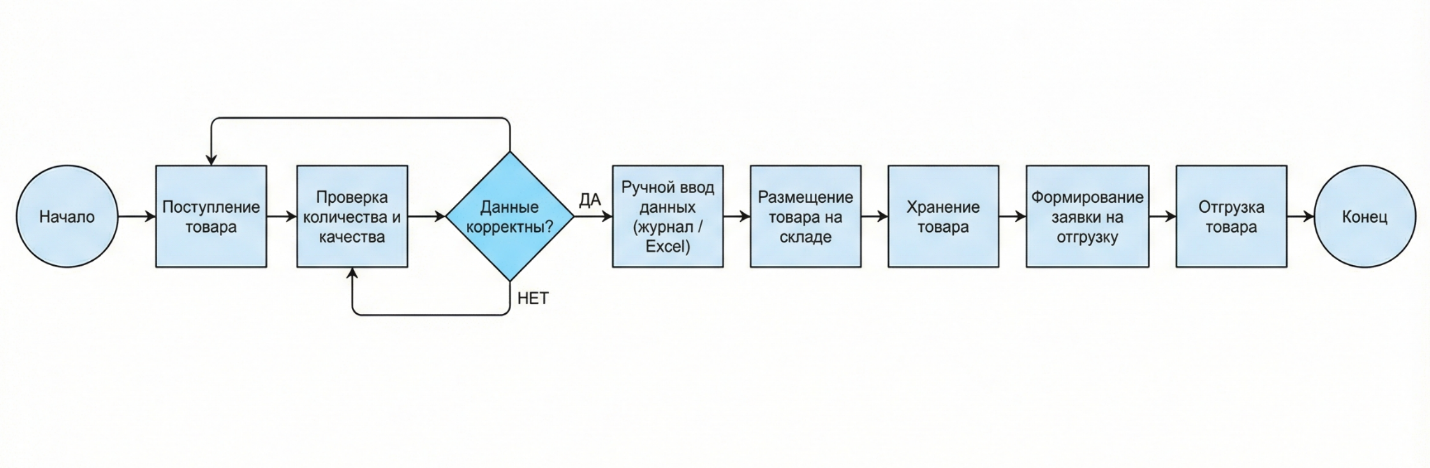 Начало
Поступление
товара
Проверка
количества и
качества
Данные
корректны?
ДА
НЕТ
Ручной ввод
данных
(журнал /
Excel)
Размещение
товара на
складе
Хранение
товара
Формирование
заявки на
отгрузку
Отгрузка
товара
Конец